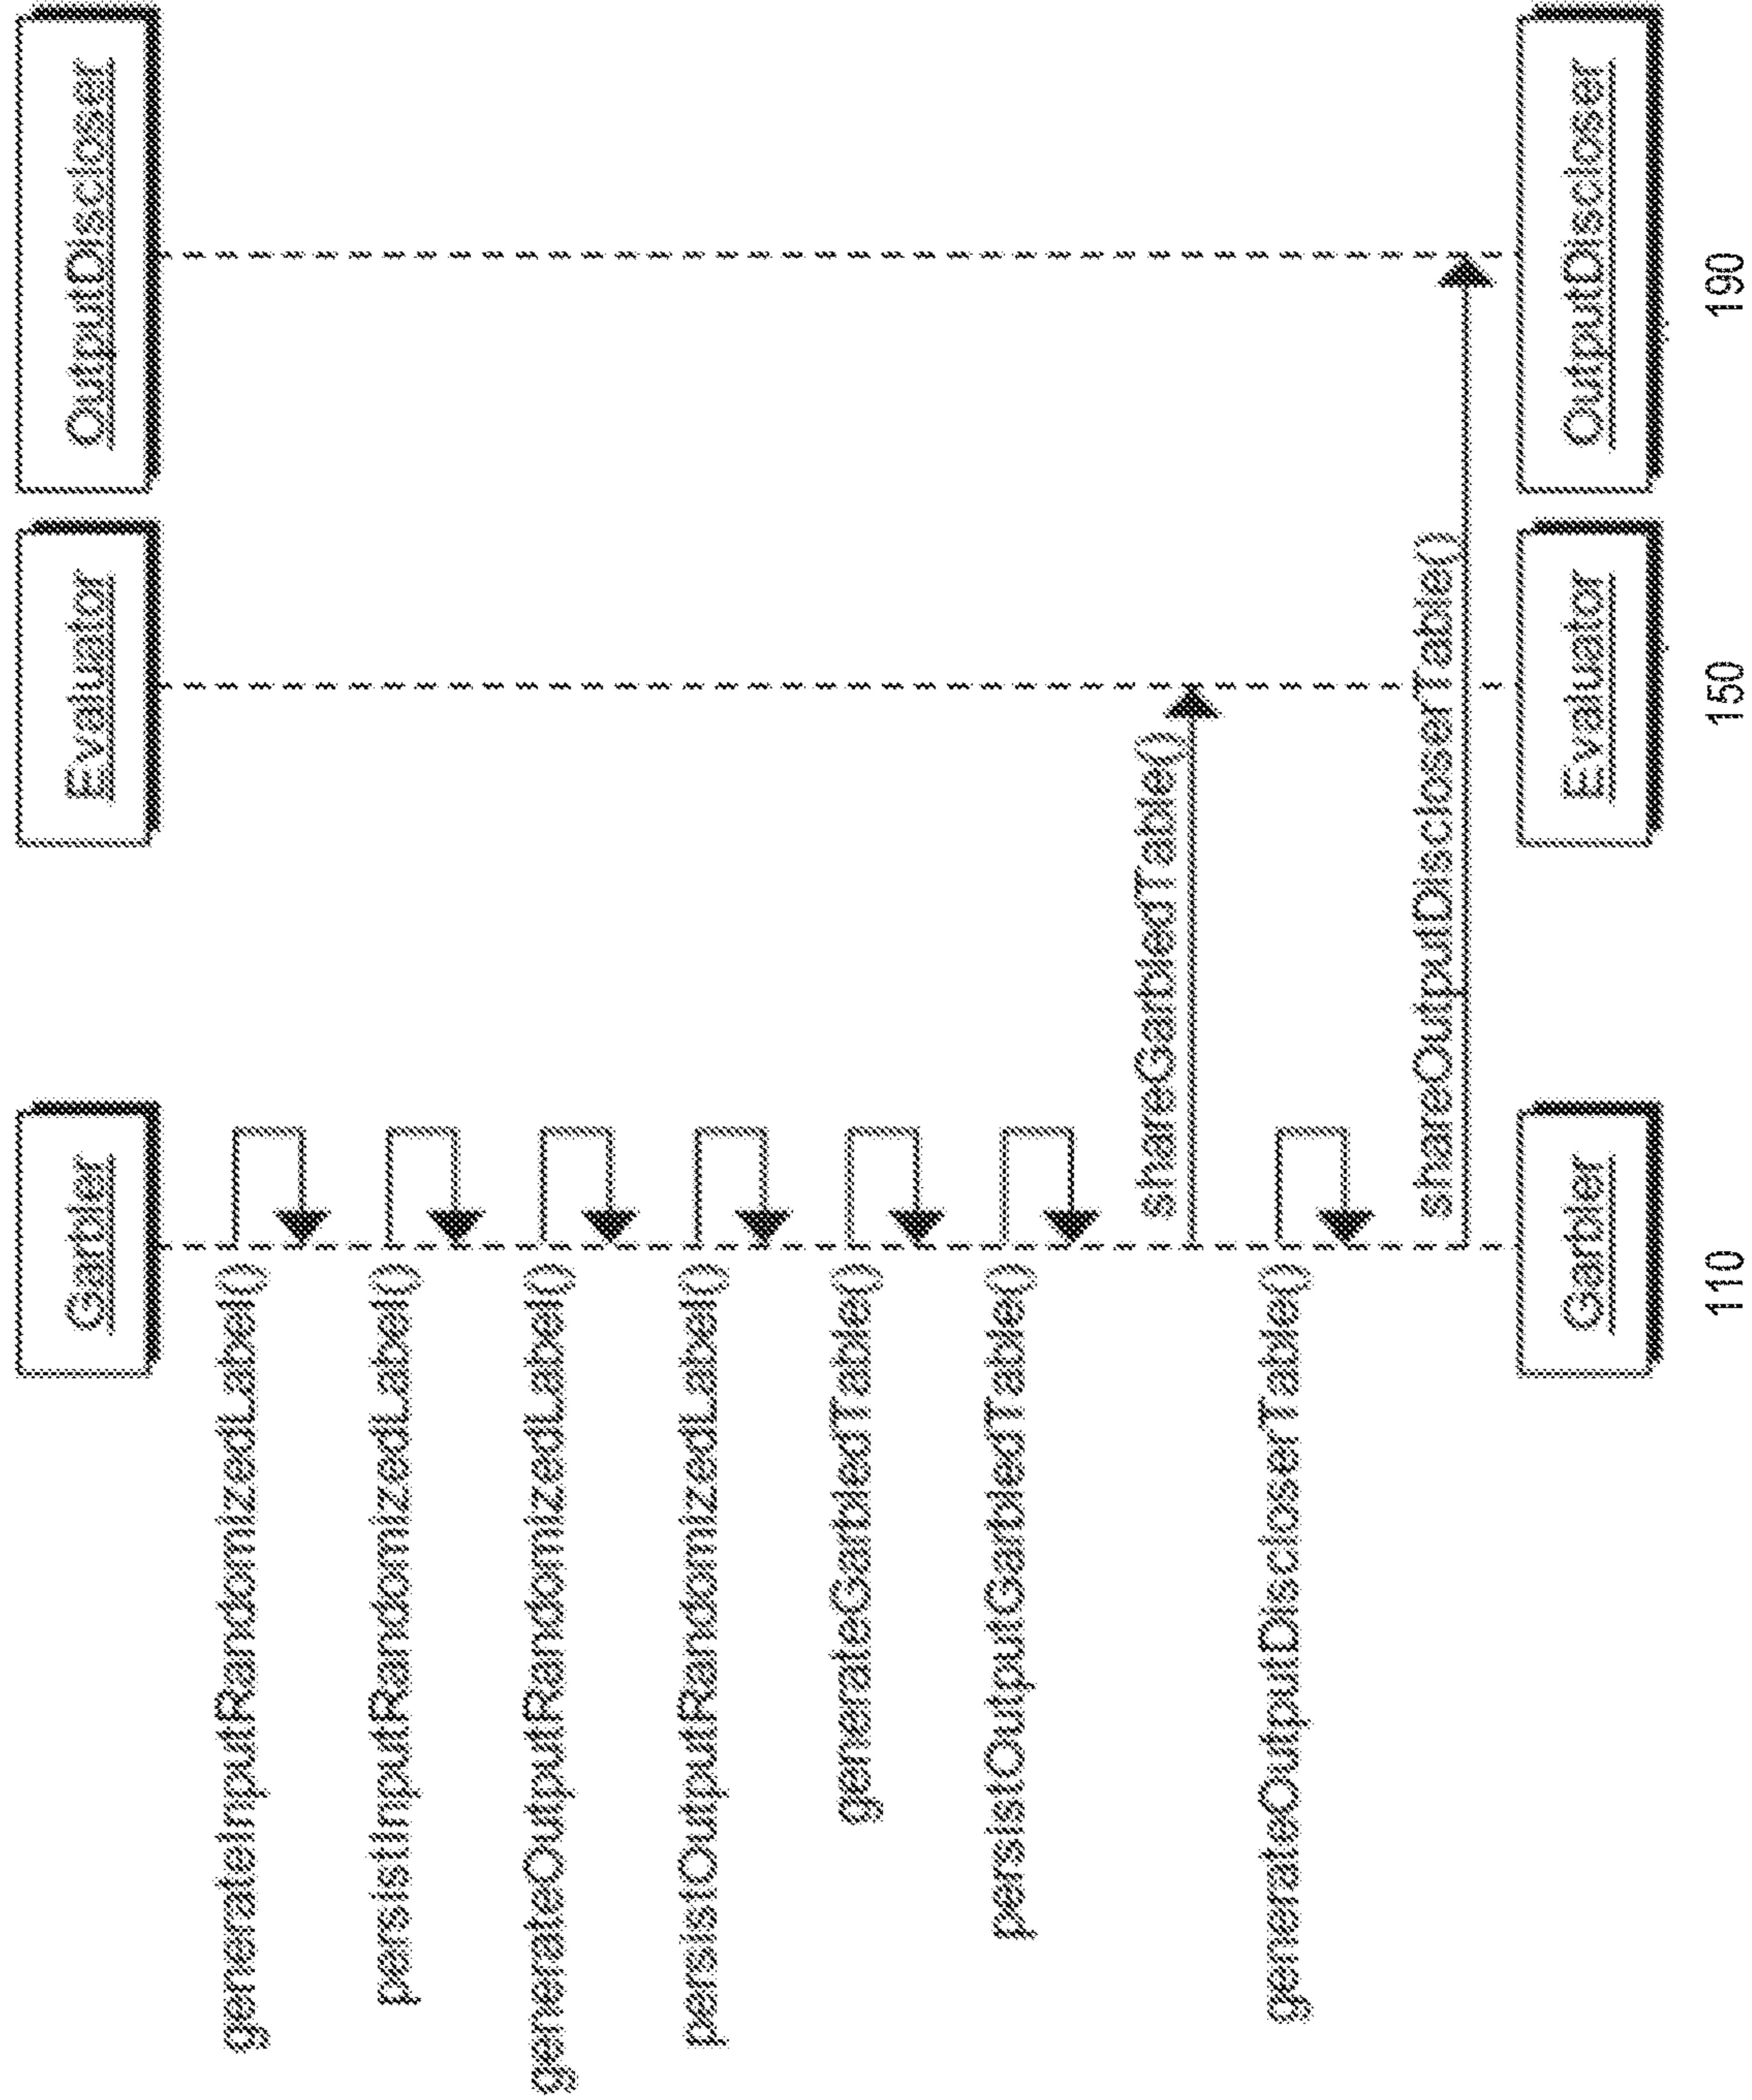 Garbler
Evaluator
OutputDiscloser
generateInputRandomizedLabel()
persistInputRandomizedLabel()
generateOutputRandomizedLabel()
persistOutputRandomizedLabel()
generateGarbledTable()
persistOutputGarbledTable()
shareGarbledTable()
generateOutputDiscloserTable()
shareOutputDiscloserTable()
Garbler
Evaluator
OutputDiscloser
110
150
190